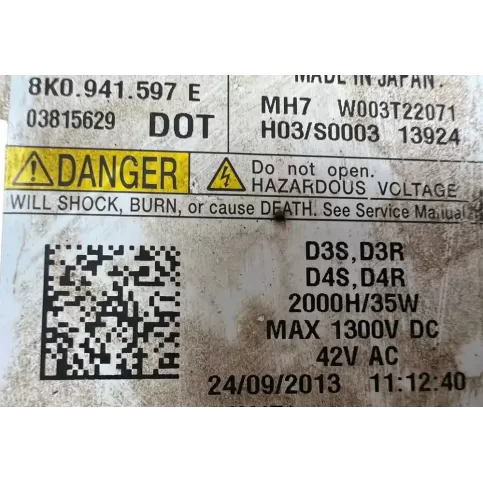 8K0.941.597 E
03815629 DOT
MADE IN JAPAN.
MH7 W003T22071
H03/S0003 13924
DANGER
Do not open.
HAZARDOUS VOLTAGE
WILL SHOCK, BURN, or cause DEATH. See Service Manual
D3S,D3R
D4S,D4R
2000H/35W
MAX 1300V DC
42V AC
24/09/2013 11:12:40